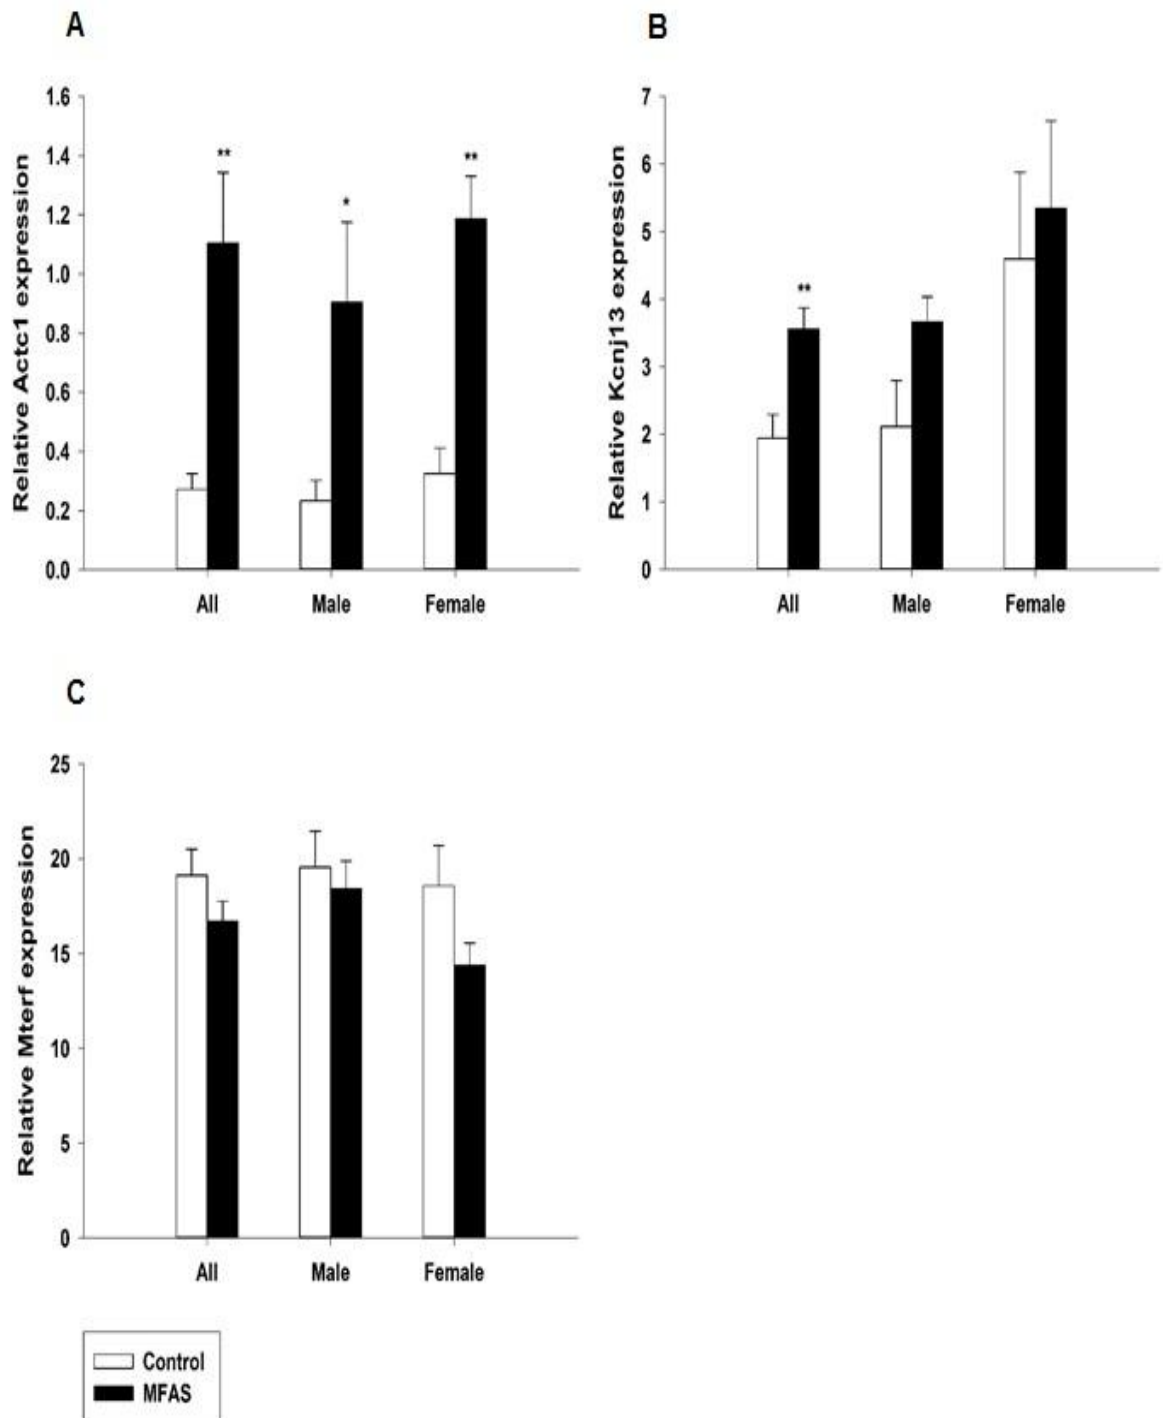 A
Relative Actc1 expression
1.6
1.4
1.2
1.0
0.8
0.6
0.4
0.2
0.0
**
*
**
All Male Female
B
Relative Kcnj13 expression
7
6
5
4
3
2
1
0
**
All Male Female
C
Relative Mterf expression
25
20
15
10
5
0
All Male Female
Control
MFAS